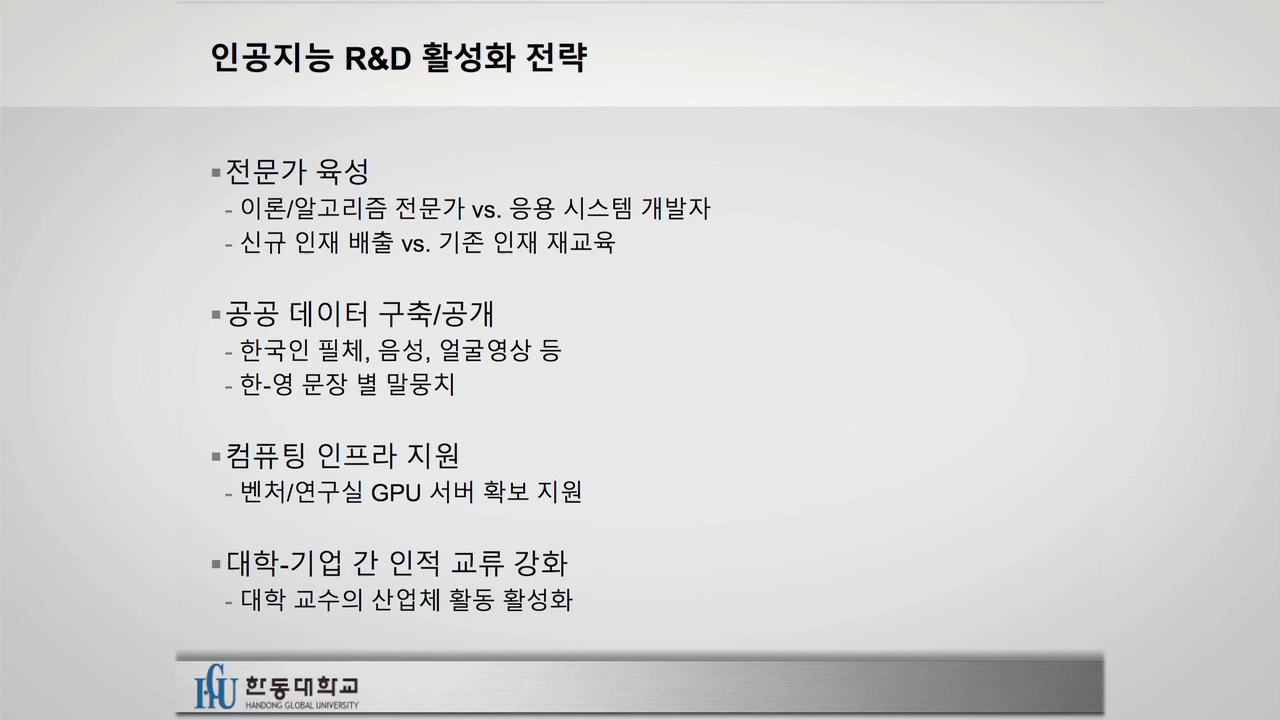 인공지능 R&D 활성화 전략
▪전문가 육성
- 이론/알고리즘 전문가 vs. 응용 시스템 개발자
- 신규 인재 배출 vs. 기존 인재 재교육
▪공공 데이터 구축/공개
- 한국인 필체, 음성, 얼굴영상 등
- 한-영 문장 별 말뭉치
▪컴퓨팅 인프라 지원
- 벤처/연구실 GPU 서버 확보 지원
▪대학-기업 간 인적 교류 강화
- 대학 교수의 산업체 활동 활성화
HGU 한동대학교
HANDONG GLOBAL UNIVERSITY